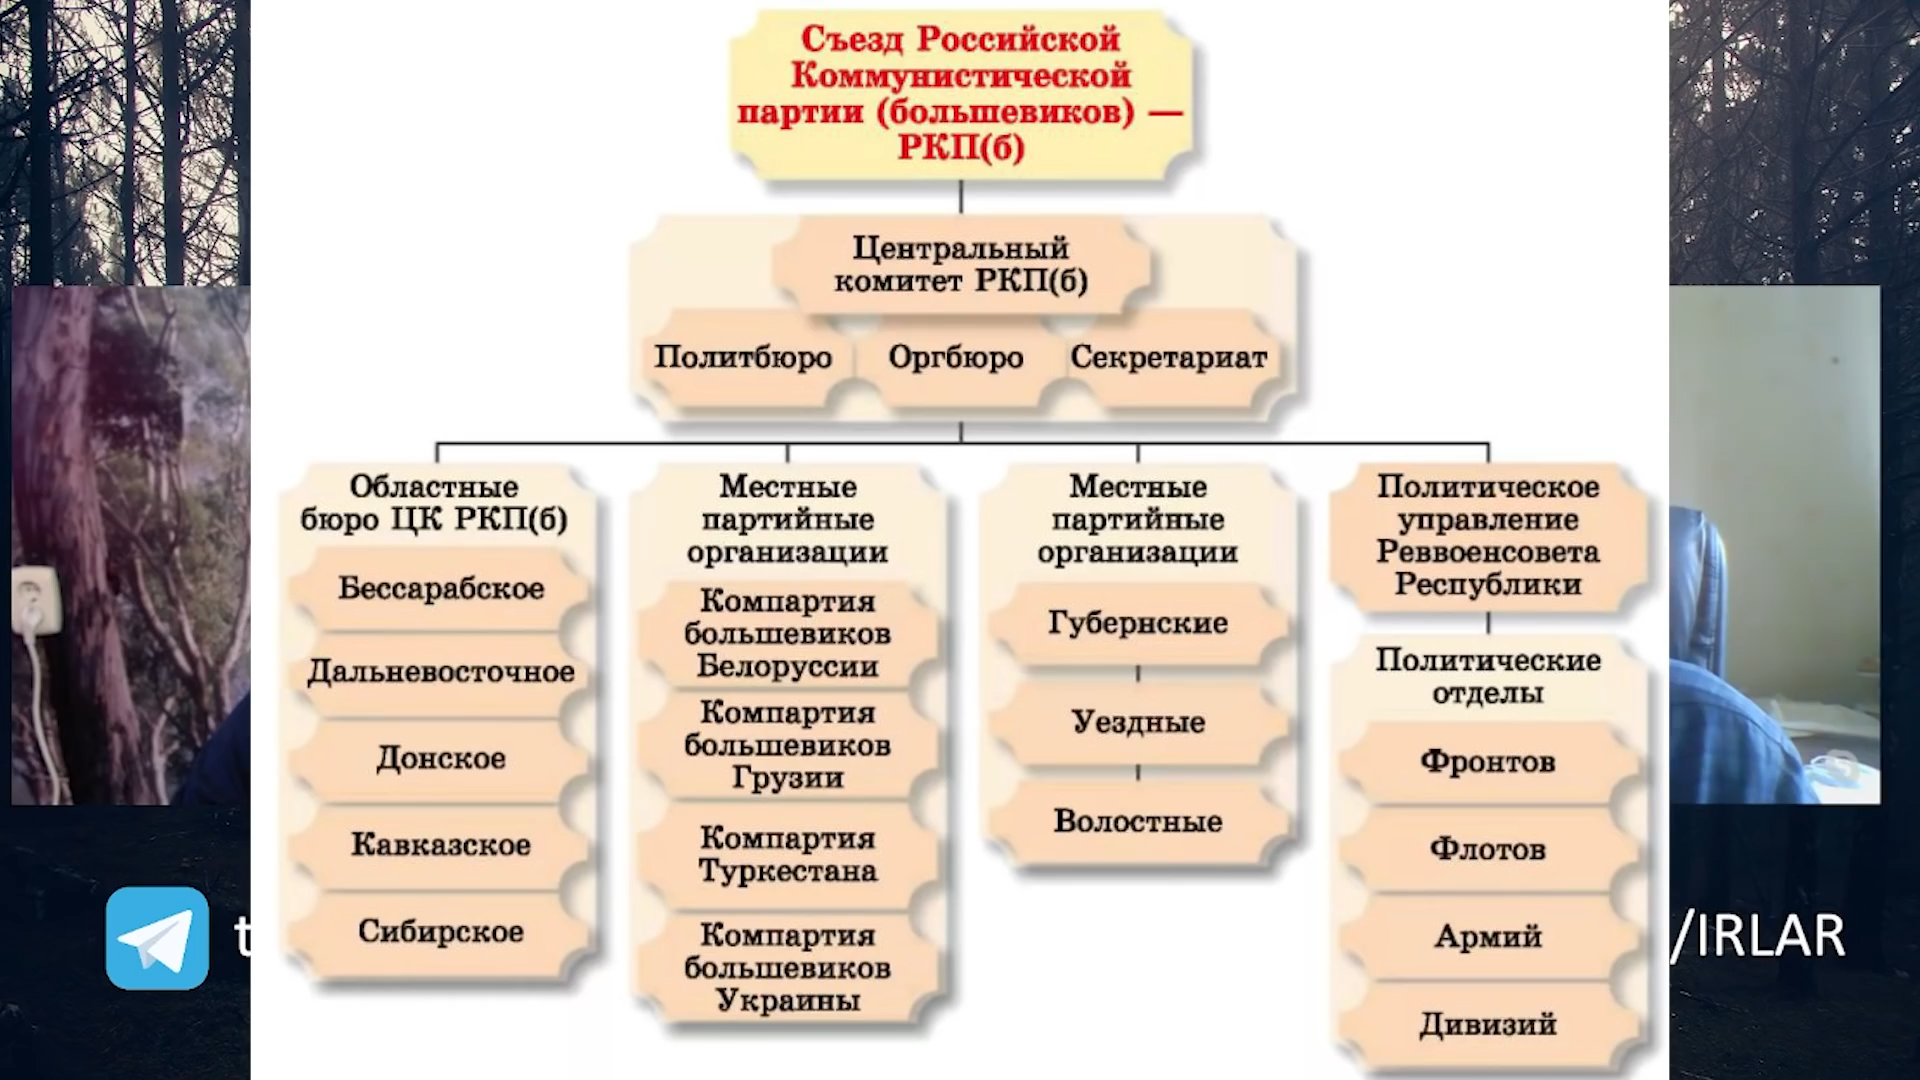 Съезд Российской
Коммунистической
партии (большевиков) —
РКП(б)
Центральный
комитет РКП(б)
Политбюро
Оргбюро
Секретариат
Областные
бюро ЦК РКП(б)
Бессарабское
Дальневосточное
Донское
Кавказское
Сибирское
Местные
партийные
организации
Компартия
большевиков
Белоруссии
Компартия
большевиков
Грузии
Компартия
Туркестана
Компартия
большевиков
Украины
Местные
партийные
организации
Губернские
Уездные
Волостные
Политическое
управление
Реввоенсовета
Республики
Политические
отделы
Фронтов
Флотов
Армий
Дивизий
t
/IRLAR